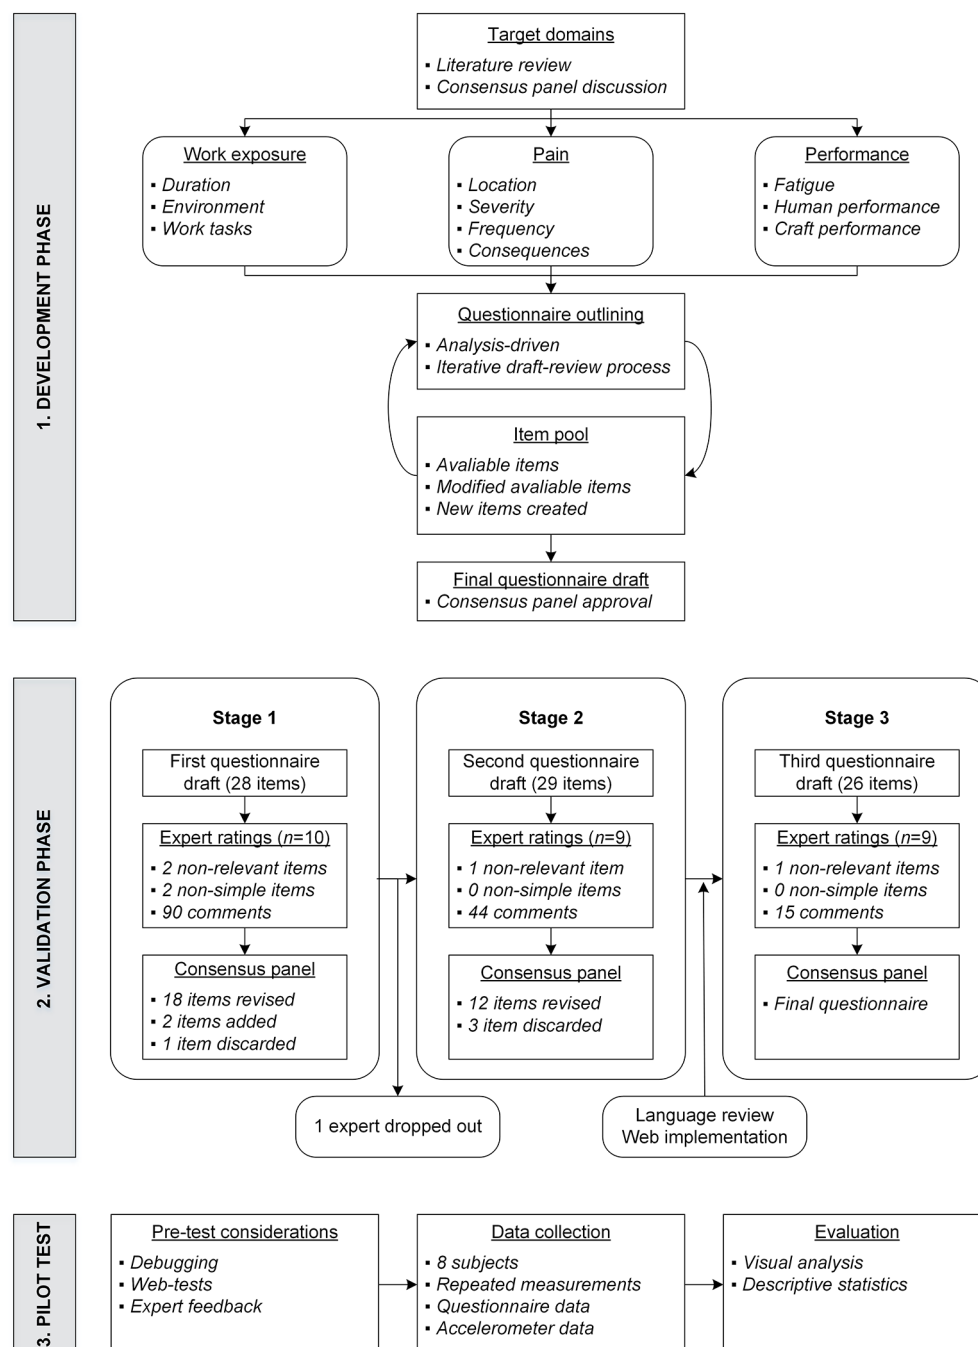 1. DEVELOPMENT PHASE
Target domains
▪ Literature review
▪ Consensus panel discussion
Work exposure
▪ Duration
▪ Environment
▪ Work tasks
Pain
▪ Location
▪ Severity
▪ Frequency
▪ Consequences
Performance
▪ Fatigue
▪ Human performance
▪ Craft performance
Questionnaire outlining
▪ Analysis-driven
▪ Iterative draft-review process
Item pool
▪ Avaliable items
▪ Modified avaliable items
▪ New items created
Final questionnaire draft
▪ Consensus panel approval
2. VALIDATION PHASE
Stage 1
First questionnaire
draft (28 items)
Expert ratings (n=10)
▪ 2 non-relevant items
▪ 2 non-simple items
▪ 90 comments
Consensus panel
▪ 18 items revised
▪ 2 items added
▪ 1 item discarded
1 expert dropped out
Stage 2
Second questionnaire
draft (29 items)
Expert ratings (n=9)
▪ 1 non-relevant item
▪ 0 non-simple items
▪ 44 comments
Consensus panel
▪ 12 items revised
▪ 3 item discarded
Language review
Web implementation
Stage 3
Third questionnaire
draft (26 items)
Expert ratings (n=9)
▪ 1 non-relevant items
▪ 0 non-simple items
▪ 15 comments
Consensus panel
▪ Final questionnaire
3. PILOT TEST
Pre-test considerations
▪ Debugging
▪ Web-tests
▪ Expert feedback
Data collection
▪ 8 subjects
▪ Repeated measurements
▪ Questionnaire data
▪ Accelerometer data
Evaluation
▪ Visual analysis
▪ Descriptive statistics